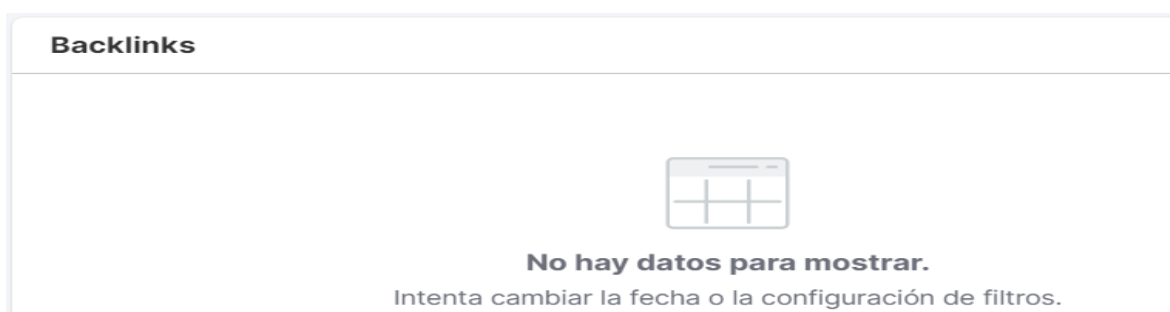 Backlinks
No hay datos para mostrar.
Intenta cambiar la fecha o la configuración de filtros.